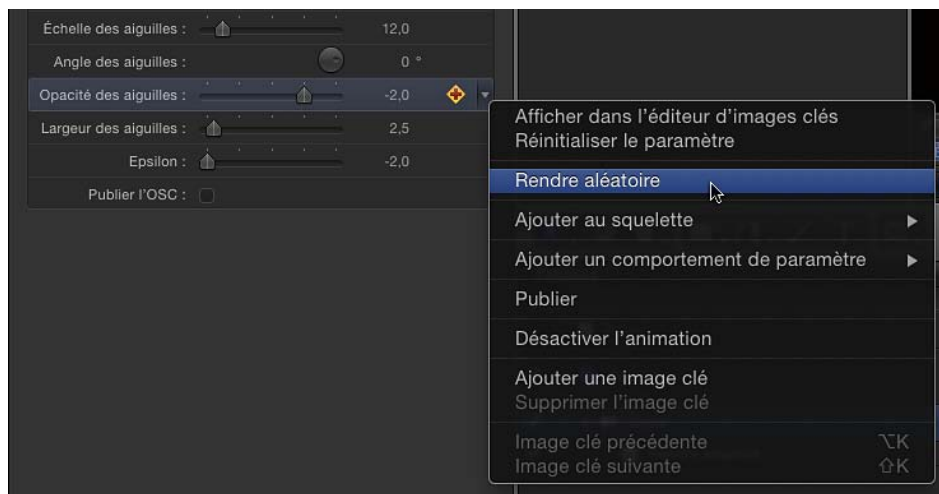 Échelle des aiguilles : 12,0
Angle des aiguilles : 0 °
Opacité des aiguilles : -2,0
Largeur des aiguilles : 2,5
Epsilon : -2,0
Publier l'OSC :
Afficher dans l'éditeur d'images clés
Réinitialiser le paramètre
Rendre aléatoire
Ajouter au squelette
Ajouter un comportement de paramètre
Publier
Désactiver l'animation
Ajouter une image clé
Supprimer l'image clé
Image clé précédente ⌥K
Image clé suivante ⇧K